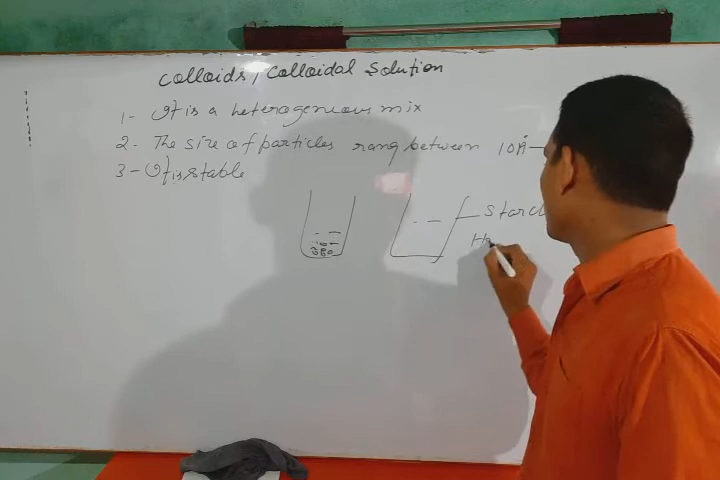 Colloids/Colloidal Solution
1- It is a heterogeneous mix
2. The size of particles rang between 10Å-
3- It is stable
Starch